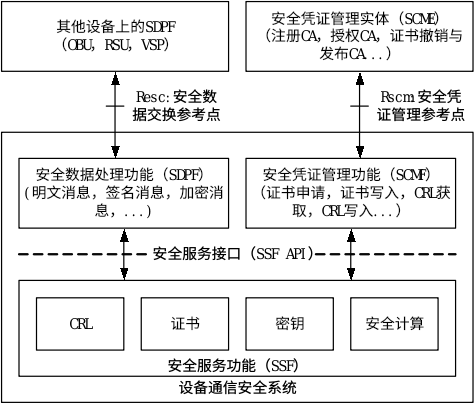 其他设备上的SDPF
（OBU，RSU，VSP）
安全凭证管理实体（SCME）
（注册CA，授权CA，证书撤销与
发布CA...）
Resc:安全数
据交换参考点
Rscm:安全凭
证管理参考点
安全数据处理功能（SDPF）
(明文消息，签名消息，加密消
息，...)
安全凭证管理功能（SCMF）
（证书申请，证书写入，CRL获
取，CRL写入...）
安全服务接口（SSF API）
CRL
证书
密钥
安全计算
安全服务功能（SSF）
设备通信安全系统